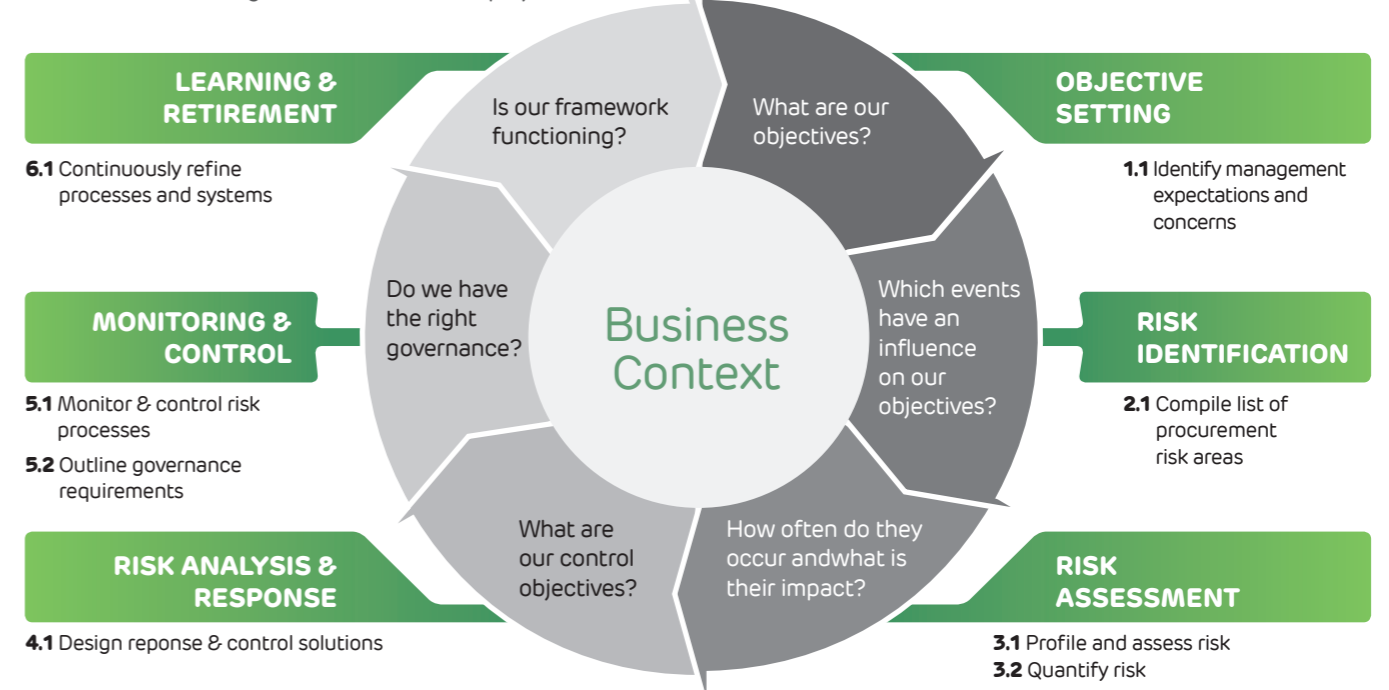 LEARNING &
RETIREMENT
6.1 Continuously refine
processes and systems
Is our framework
functioning?
What are our
objectives?
OBJECTIVE
SETTING
1.1 Identify management
expectations and
concerns
MONITORING &
CONTROL
5.1 Monitor & control risk
processes
5.2 Outline governance
requirements
Do we have
the right
governance?
Business
Context
Which events
have an
influence
on our
objectives?
RISK
IDENTIFICATION
2.1 Compile list of
procurement
risk areas
RISK ANALYSIS &
RESPONSE
4.1 Design reponse & control solutions
What are
our control
objectives?
How often do they
occur andwhat is
their impact?
RISK
ASSESSMENT
3.1 Profile and assess risk
3.2 Quantify risk